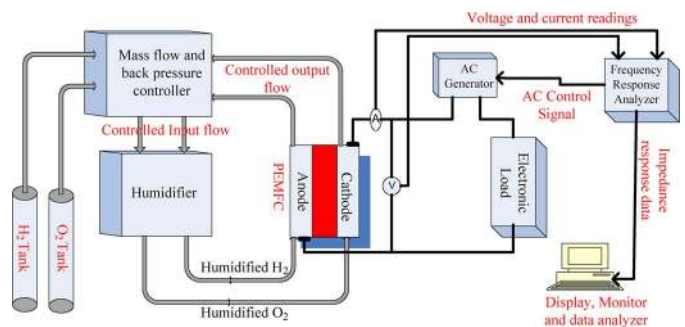 Voltage and current readings
Mass flow and
back pressure
controller
Controlled output
flow
AC
Generator
Frequency
Response
Analyzer
AC Control
Signal
A
Controlled Input flow
Humidifier
PEMFC
Anode
Cathode
V
Electronic
Load
Impedance
response data
H2 Tank
O2 Tank
Humidified H2
Humidified O2
Display, Monitor
and data analyzer